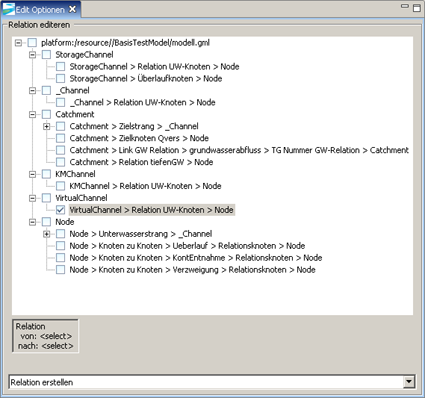 Edit Optionen
Relation editeren
platform:/resource//BasisTestModel/modell.gml
StorageChannel
StorageChannel > Relation UW-Knoten > Node
StorageChannel > Überlaufknoten > Node
_Channel
_Channel > Relation UW-Knoten > Node
Catchment
Catchment > Zielstrang > _Channel
Catchment > Zielknoten Qvers > Node
Catchment > Link GW Relation > grundwasserabfluss > TG Nummer GW-Relation > Catchment
Catchment > Relation tiefenGW > Node
KMChannel
KMChannel > Relation UW-Knoten > Node
VirtualChannel
VirtualChannel > Relation UW-Knoten > Node
Node
Node > Unterwasserstrang > _Channel
Node > Knoten zu Knoten > Ueberlauf > Relationsknoten > Node
Node > Knoten zu Knoten > KontEntnahme > Relationsknoten > Node
Node > Knoten zu Knoten > Verzweigung > Relationsknoten > Node
Relation
von: <select>
nach: <select>
Relation erstellen